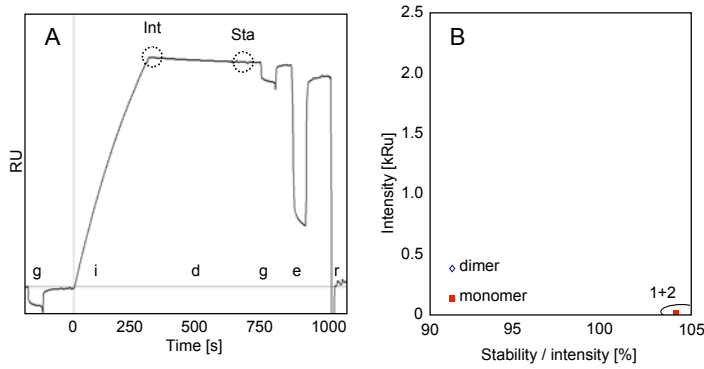 A
Int
Sta
RU
g i d g e r
0 250 500 750 1000
Time [s]
B
Intensity [kRu]
2.5
2.0
1.5
1.0
0.5
0
dimer
monomer
1+2
90 95 100 105
Stability / intensity [%]